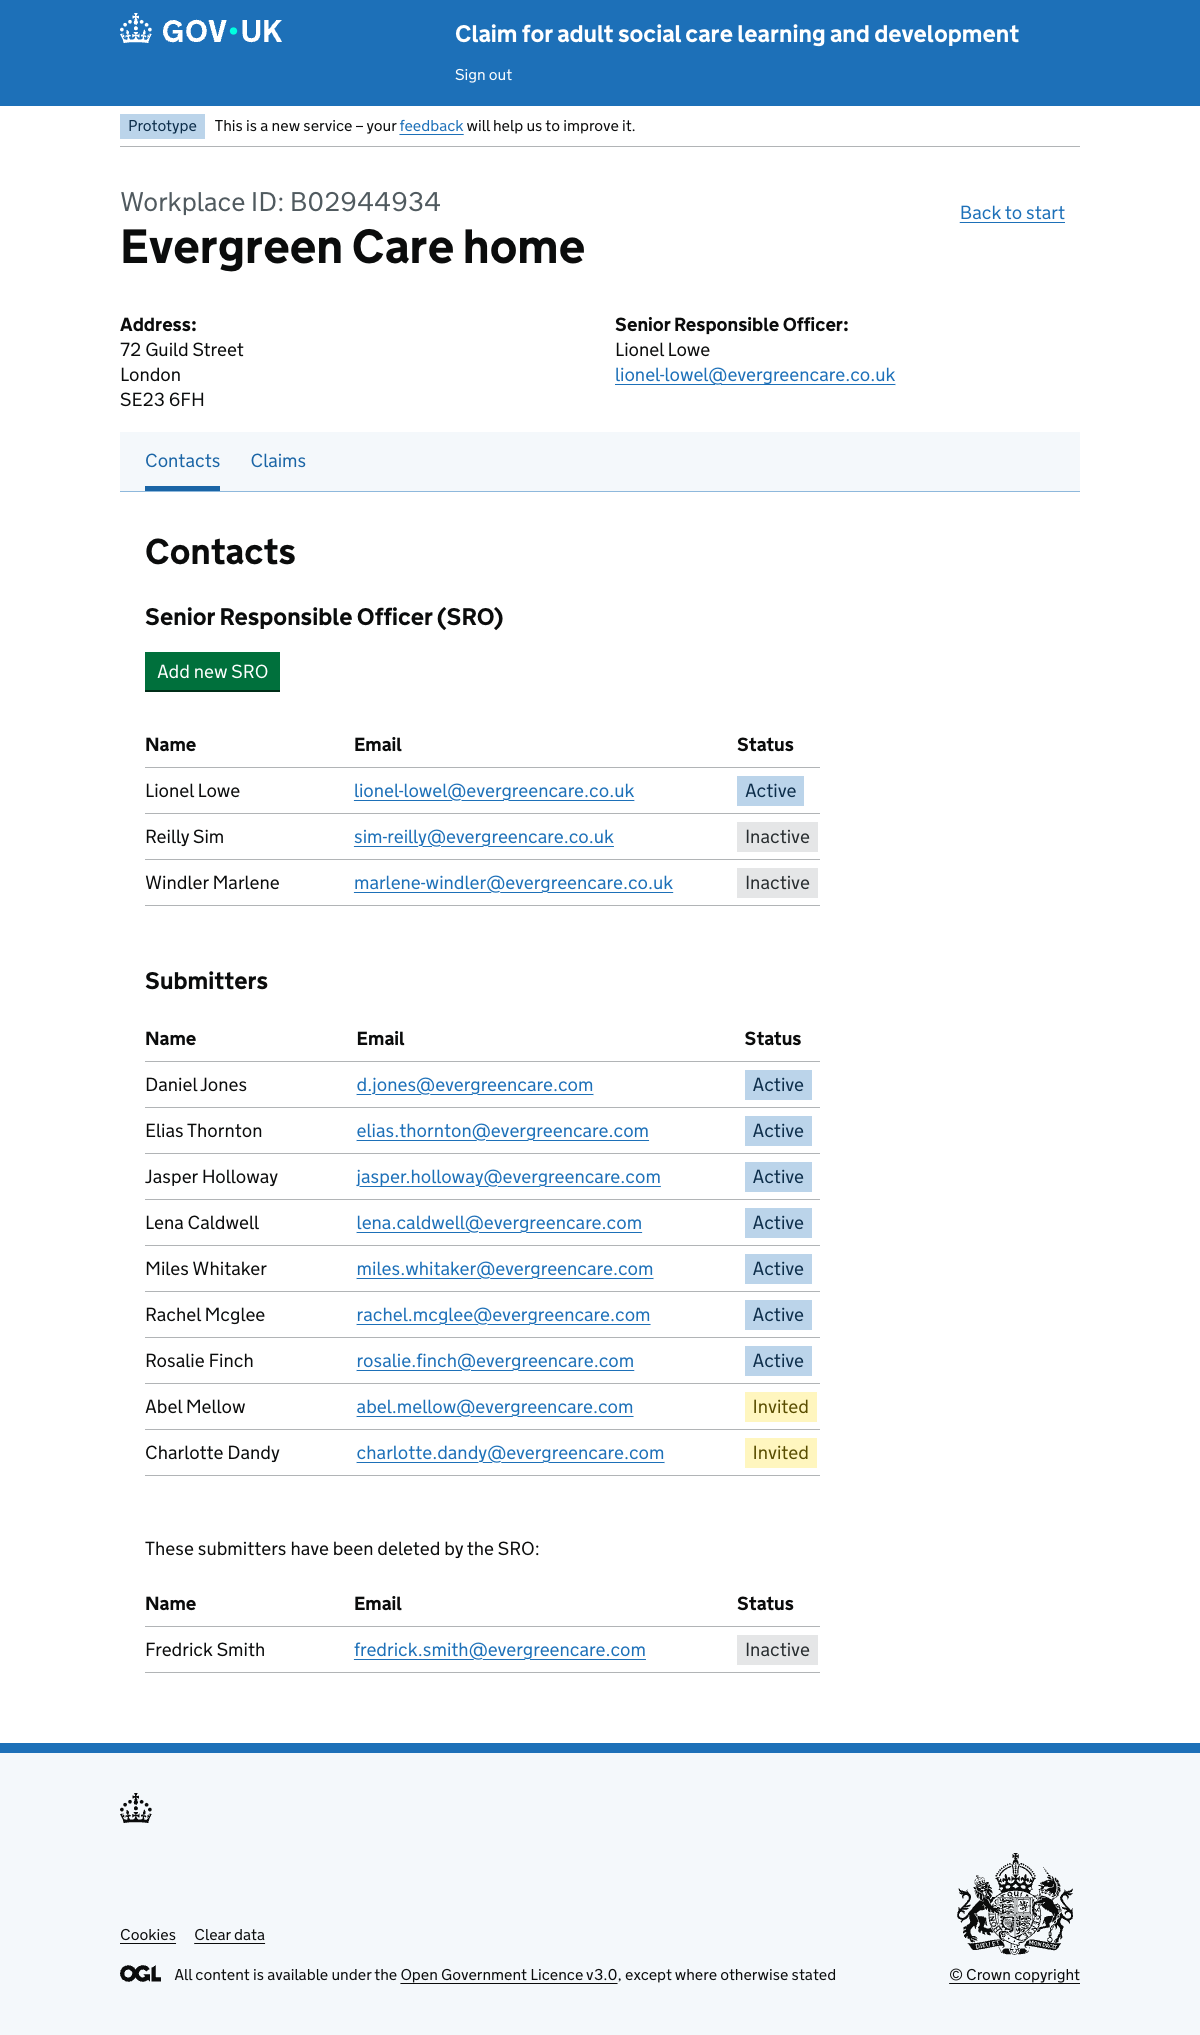 GOV•UK
Claim for adult social care learning and development
Sign out
Prototype This is a new service – your feedback will help us to improve it.
Workplace ID: B02944934
Back to start
Evergreen Care home
Address:
72 Guild Street
London
SE23 6FH
Senior Responsible Officer:
Lionel Lowe
lionel-lowel@evergreencare.co.uk
Contacts Claims
Contacts
Senior Responsible Officer (SRO)
Add new SRO
Name Email Status
Lionel Lowe lionel-lowel@evergreencare.co.uk Active
Reilly Sim sim-reilly@evergreencare.co.uk Inactive
Windler Marlene marlene-windler@evergreencare.co.uk Inactive
Submitters
Name Email Status
Daniel Jones d.jones@evergreencare.com Active
Elias Thornton elias.thornton@evergreencare.com Active
Jasper Holloway jasper.holloway@evergreencare.com Active
Lena Caldwell lena.caldwell@evergreencare.com Active
Miles Whitaker miles.whitaker@evergreencare.com Active
Rachel Mcglee rachel.mcglee@evergreencare.com Active
Rosalie Finch rosalie.finch@evergreencare.com Active
Abel Mellow abel.mellow@evergreencare.com Invited
Charlotte Dandy charlotte.dandy@evergreencare.com Invited
These submitters have been deleted by the SRO:
Name Email Status
Fredrick Smith fredrick.smith@evergreencare.com Inactive
Cookies Clear data
OGL All content is available under the Open Government Licence v3.0, except where otherwise stated
© Crown copyright